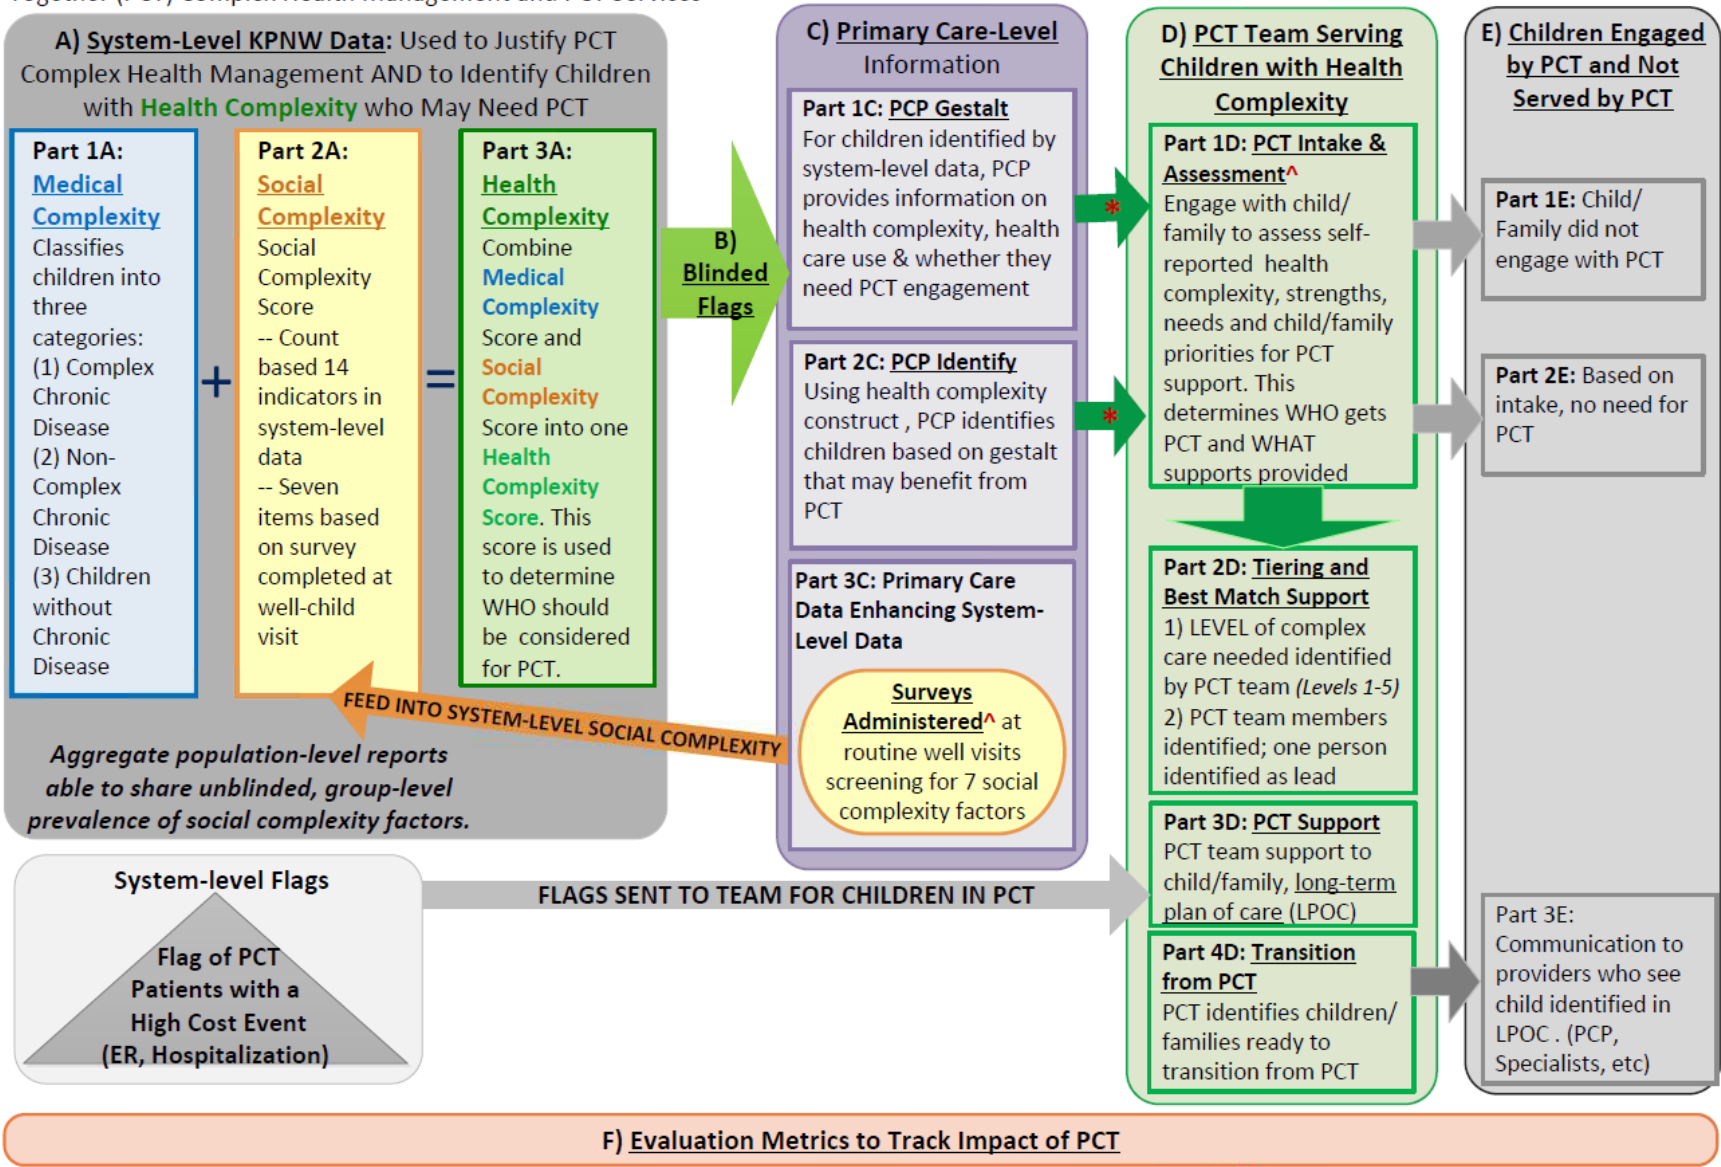 A) System-Level KPNW Data: Used to Justify PCT
Complex Health Management AND to Identify Children
with Health Complexity who May Need PCT
Part 1A:
Medical
Complexity
Classifies
children into
three
categories:
(1) Complex
Chronic
Disease
(2) Non-
Complex
Chronic
Disease
(3) Children
without
Chronic
Disease
+
Part 2A:
Social
Complexity
Social
Complexity
Score
-- Count
based 14
indicators in
system-level
data
-- Seven
items based
on survey
completed at
well-child
visit
=
Part 3A:
Health
Complexity
Combine
Medical
Complexity
Score and
Social
Complexity
Score into one
Health
Complexity
Score. This
score is used
to determine
WHO should
be considered
for PCT.
Aggregate population-level reports
able to share unblinded, group-level
prevalence of social complexity factors.
B)
Blinded
Flags
C) Primary Care-Level
Information
Part 1C: PCP Gestalt
For children identified by
system-level data, PCP
provides information on
health complexity, health
care use & whether they
need PCT engagement
*
Part 2C: PCP Identify
Using health complexity
construct , PCP identifies
children based on gestalt
that may benefit from
PCT
*
Part 3C: Primary Care
Data Enhancing System-
Level Data
Surveys
Administered^ at
routine well visits
screening for 7 social
complexity factors
FEED INTO SYSTEM-LEVEL SOCIAL COMPLEXITY
D) PCT Team Serving
Children with Health
Complexity
Part 1D: PCT Intake &
Assessment^
Engage with child/
family to assess self-
reported health
complexity, strengths,
needs and child/family
priorities for PCT
support. This
determines WHO gets
PCT and WHAT
supports provided
Part 2D: Tiering and
Best Match Support
1) LEVEL of complex
care needed identified
by PCT team (Levels 1-5)
2) PCT team members
identified; one person
identified as lead
Part 3D: PCT Support
PCT team support to
child/family, long-term
plan of care (LPOC)
Part 4D: Transition
from PCT
PCT identifies children/
families ready to
transition from PCT
E) Children Engaged
by PCT and Not
Served by PCT
Part 1E: Child/
Family did not
engage with PCT
Part 2E: Based on
intake, no need for
PCT
Part 3E:
Communication to
providers who see
child identified in
LPOC . (PCP,
Specialists, etc)
System-level Flags
Flag of PCT
Patients with a
High Cost Event
(ER, Hospitalization)
FLAGS SENT TO TEAM FOR CHILDREN IN PCT
F) Evaluation Metrics to Track Impact of PCT